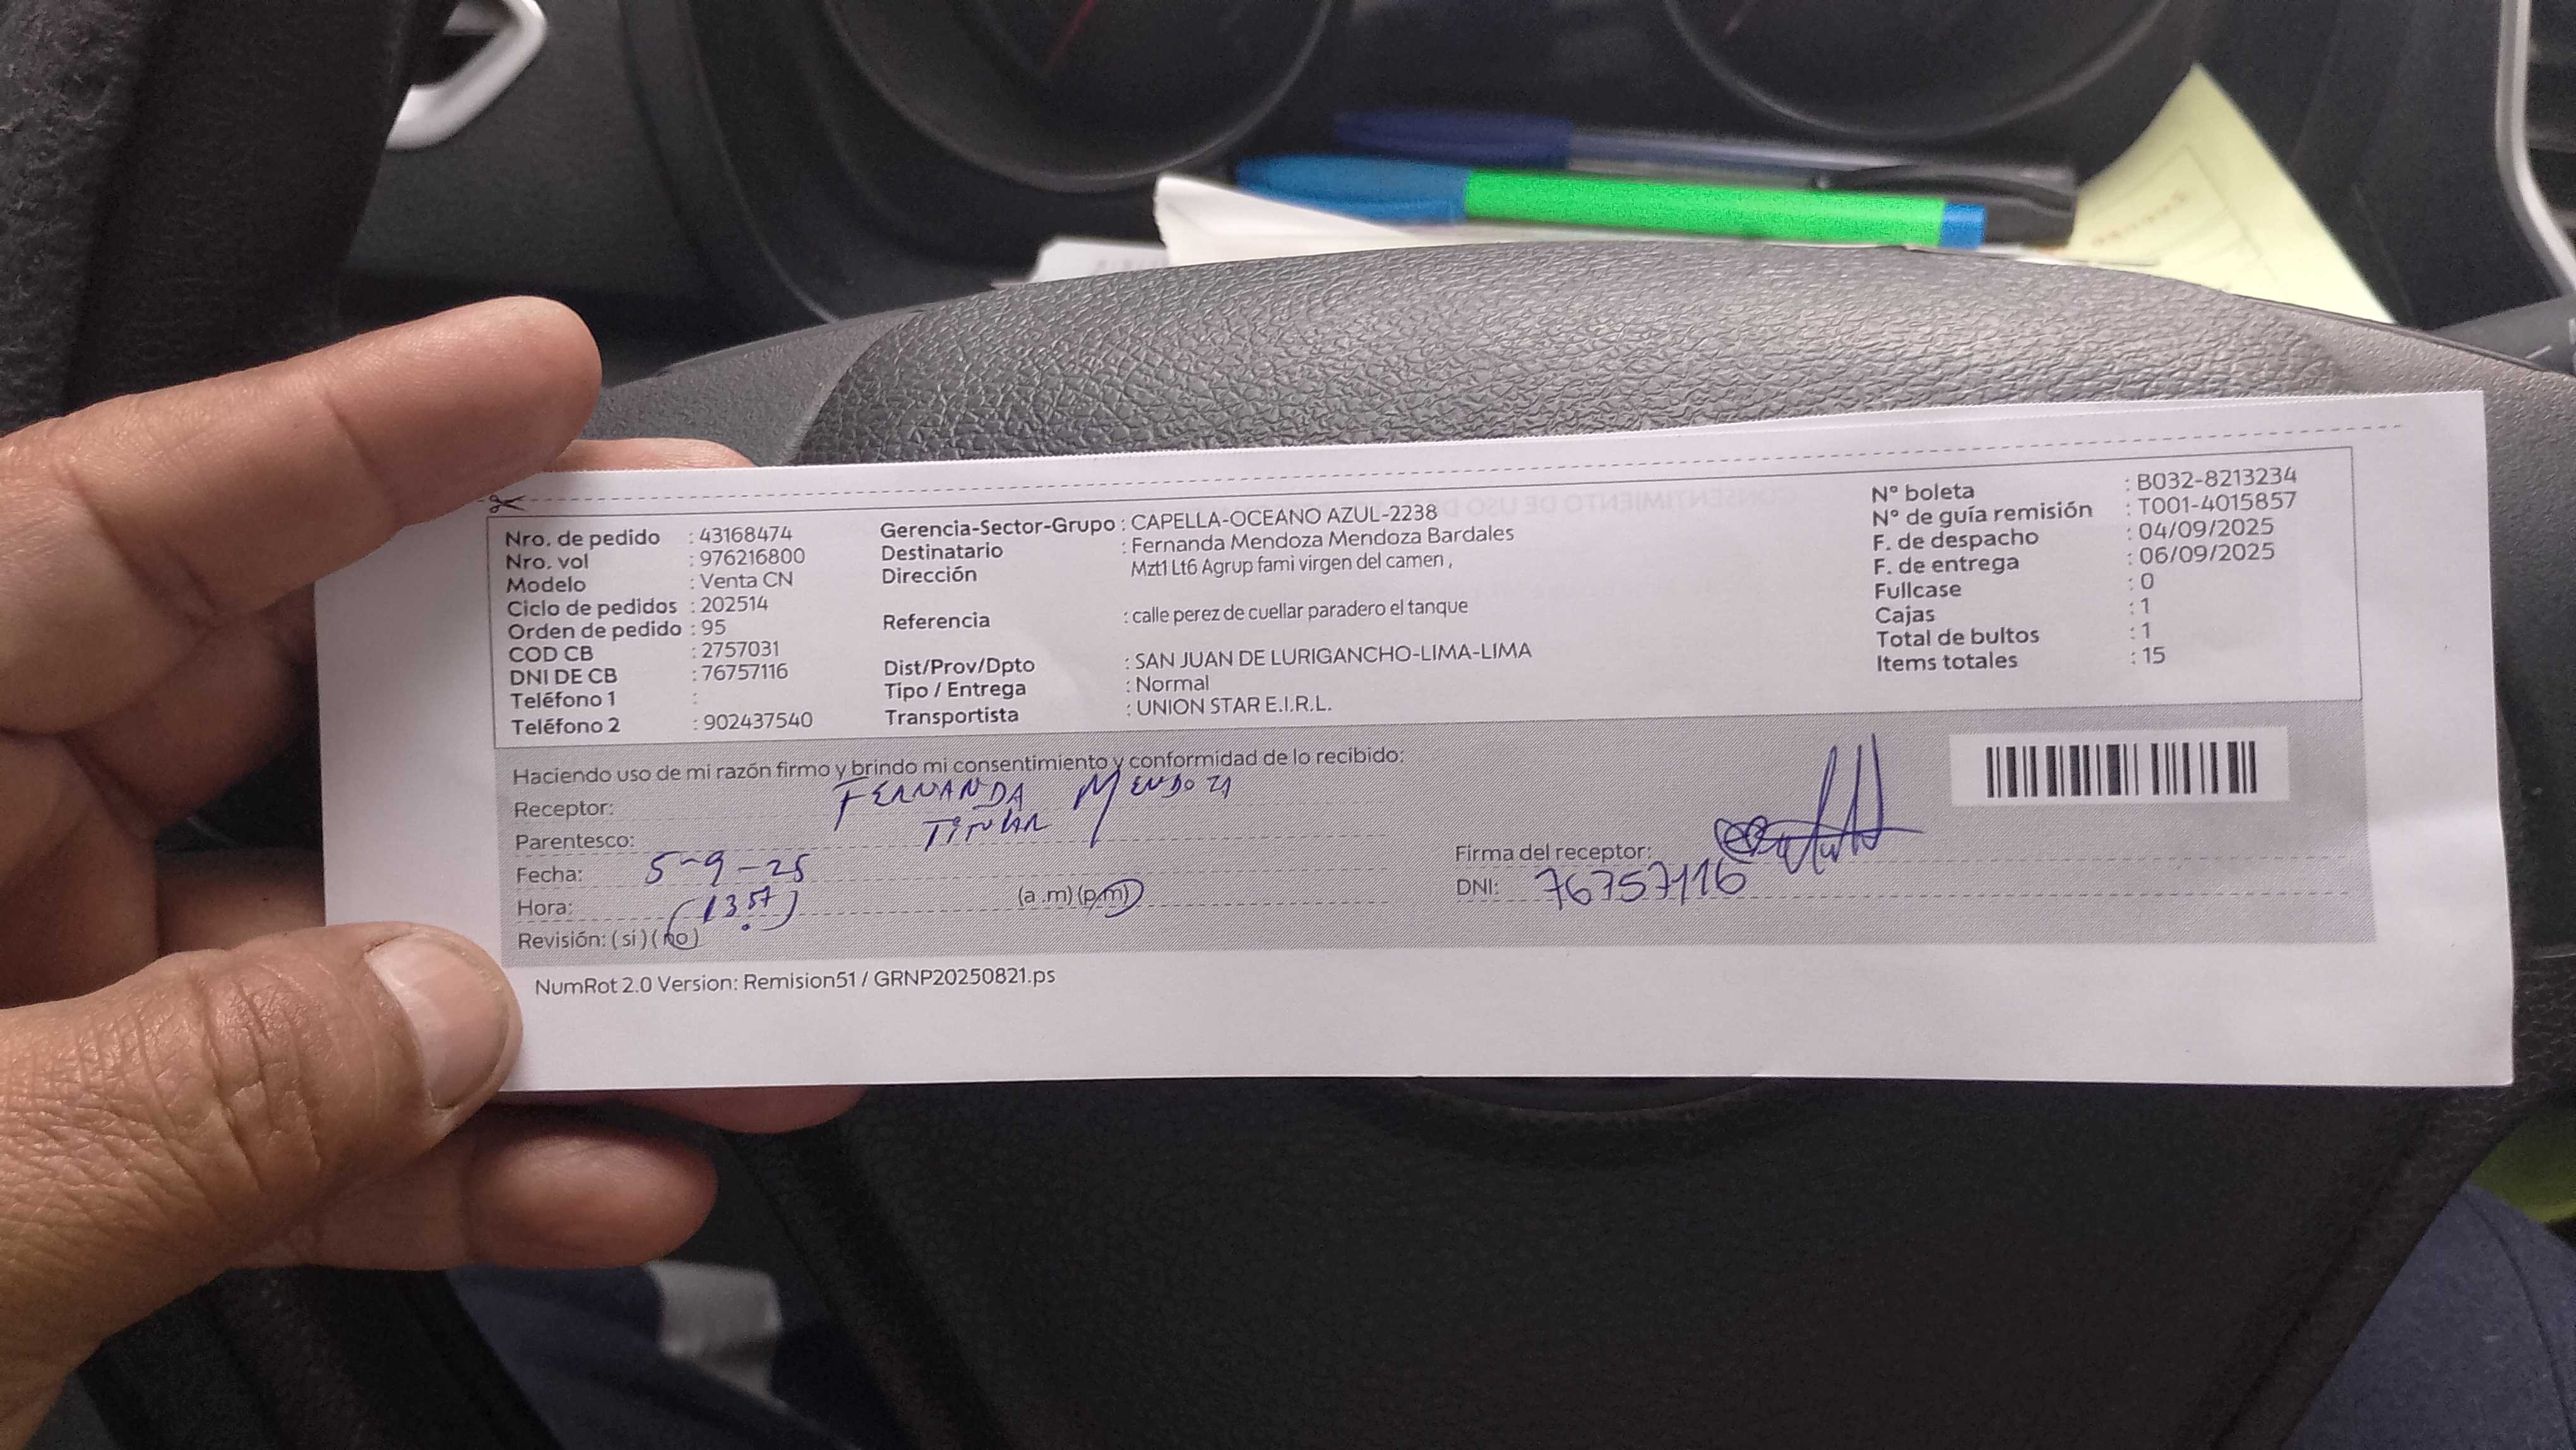 Nro. de pedido : 43168474
Nro. vol : 976216800
Modelo : Venta CN
Ciclo de pedidos : 202514
Orden de pedido : 95
COD CB : 2757031
DNI DE CB : 76757116
Teléfono 1 :
Teléfono 2 : 902437540
Gerencia-Sector-Grupo : CAPELLA-OCEANO AZUL-2238
Destinatario : Fernanda Mendoza Mendoza Bardales
Dirección Mzt1 Lt6 Agrup fami virgen del camen ,
Referencia : calle perez de cuellar paradero el tanque
Dist/Prov/Dpto : SAN JUAN DE LURIGANCHO-LIMA-LIMA
Tipo / Entrega : Normal
Transportista : UNION STAR E.I.R.L.
N° boleta : B032-8213234
N° de guía remisión : T001-4015857
F. de despacho : 04/09/2025
F. de entrega : 06/09/2025
Fullcase : 0
Cajas : 1
Total de bultos : 1
Items totales : 15
Haciendo uso de mi razón firmo y brindo mi consentimiento y conformidad de lo recibido:
Receptor: FERNANDA MENDOZA
Parentesco: TITULAR
Fecha: 5-9-25
Hora: (1357) (a .m) (p.m)
Revisión: ( si ) ( no )
Firma del receptor:
DNI: 76757116
NumRot 2.0 Version: Remision51 / GRNP20250821.ps